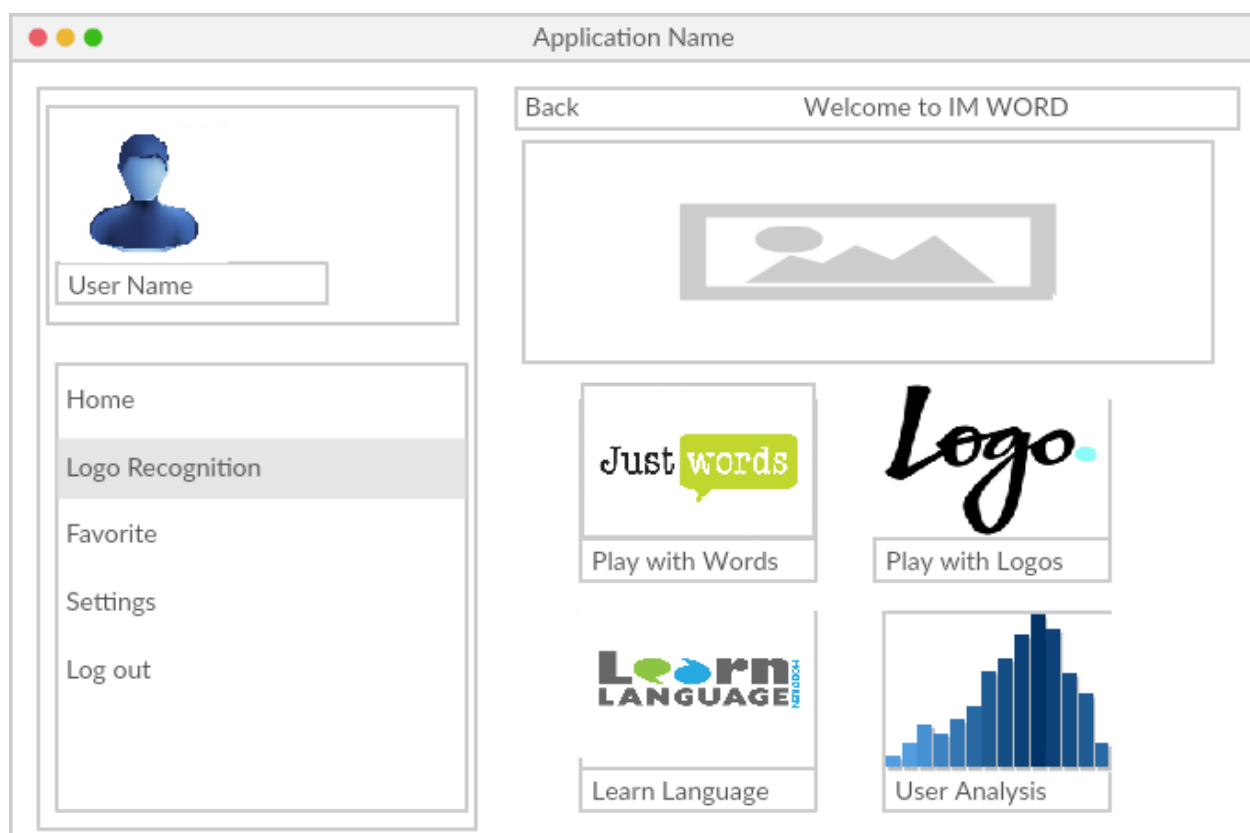 Application Name
Back
Welcome to IM WORD
User Name
Home
Logo Recognition
Favorite
Settings
Log out
Just words
Play with Words
Logo.
Play with Logos
Learn
LANGUAGE
Learn Language
User Analysis